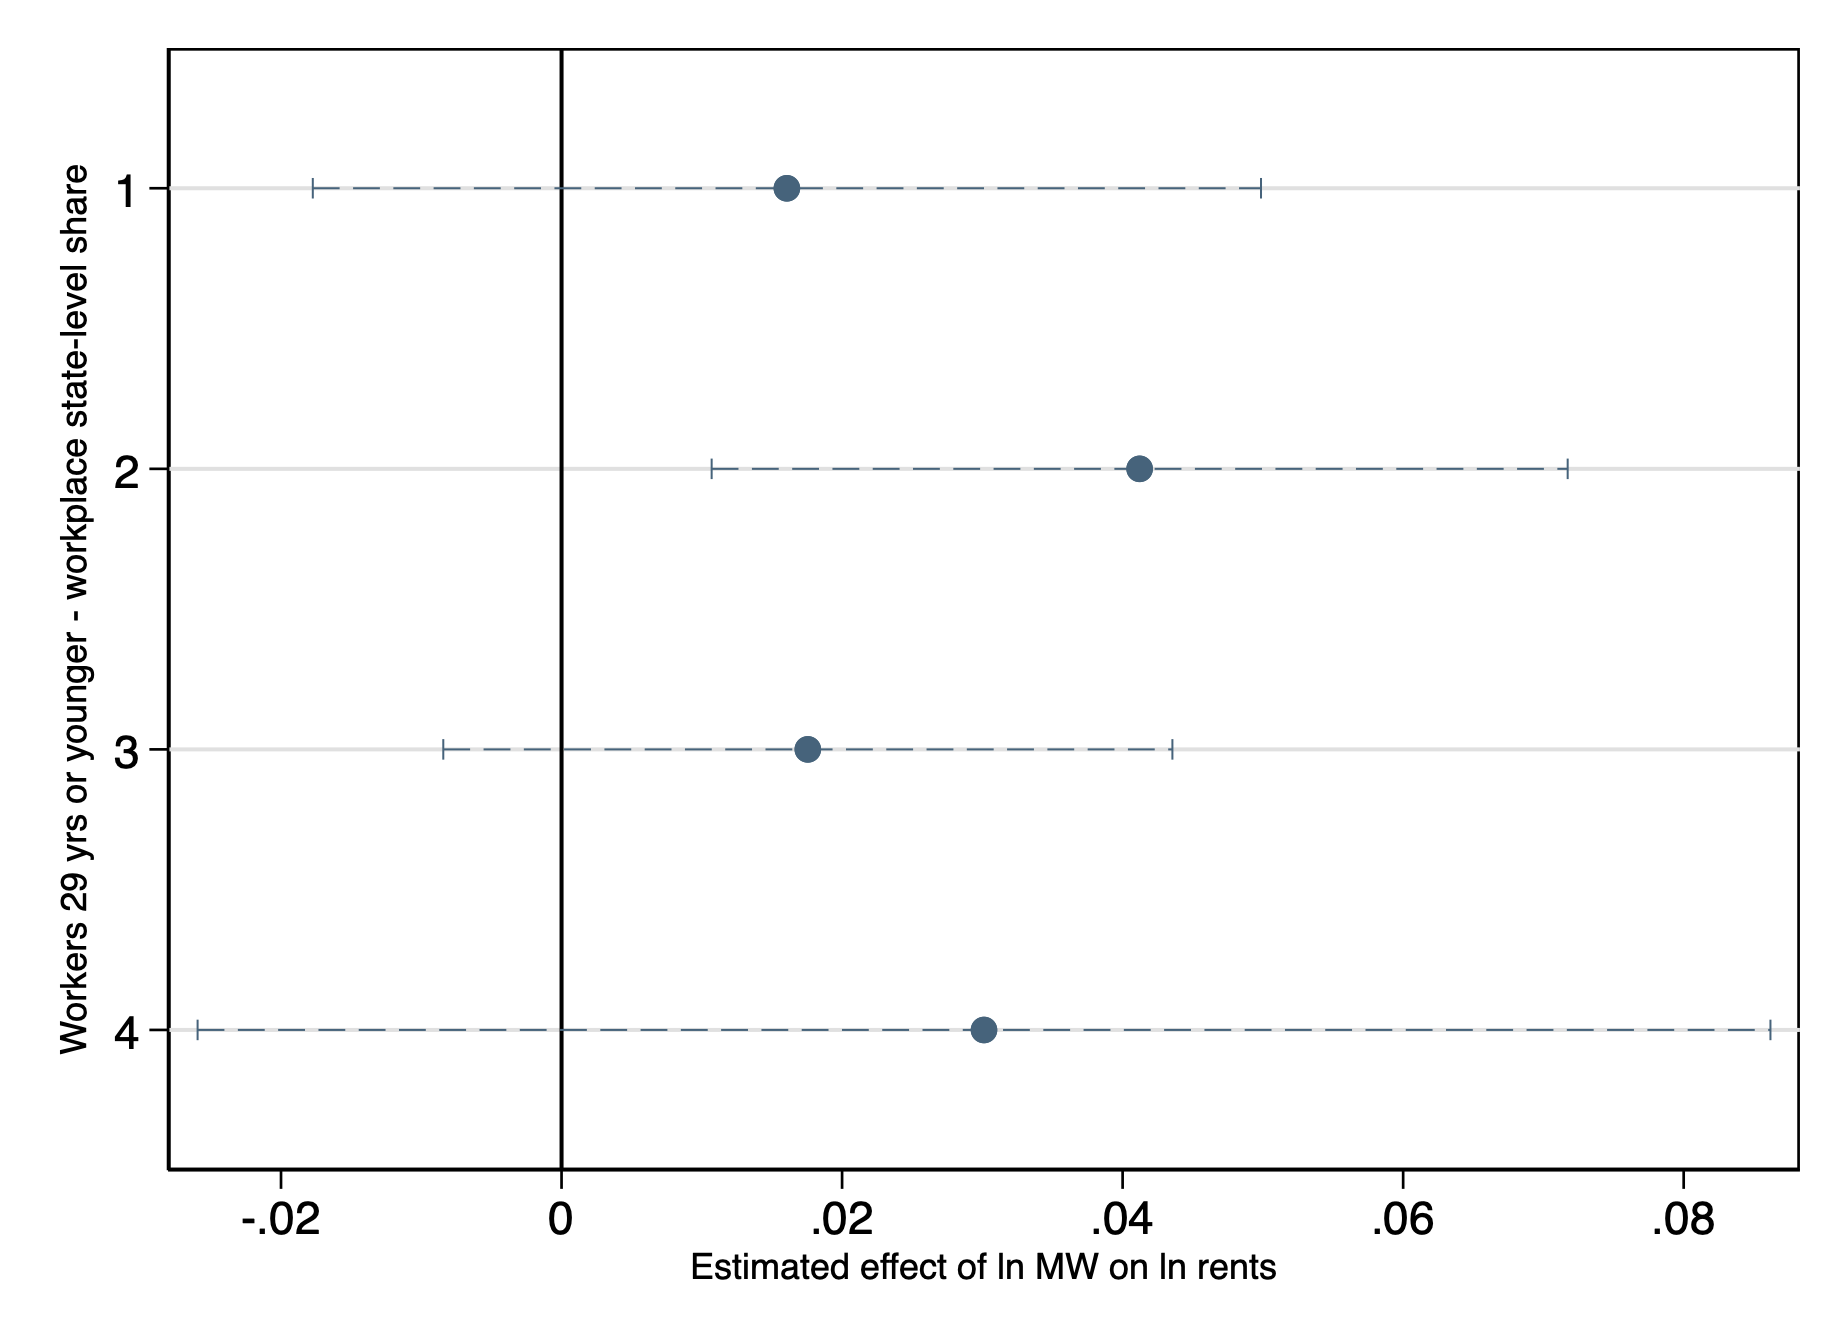 Workers 29 yrs or younger - workplace state-level share
1
2
3
4
-.02 0 .02 .04 .06 .08
Estimated effect of ln MW on ln rents